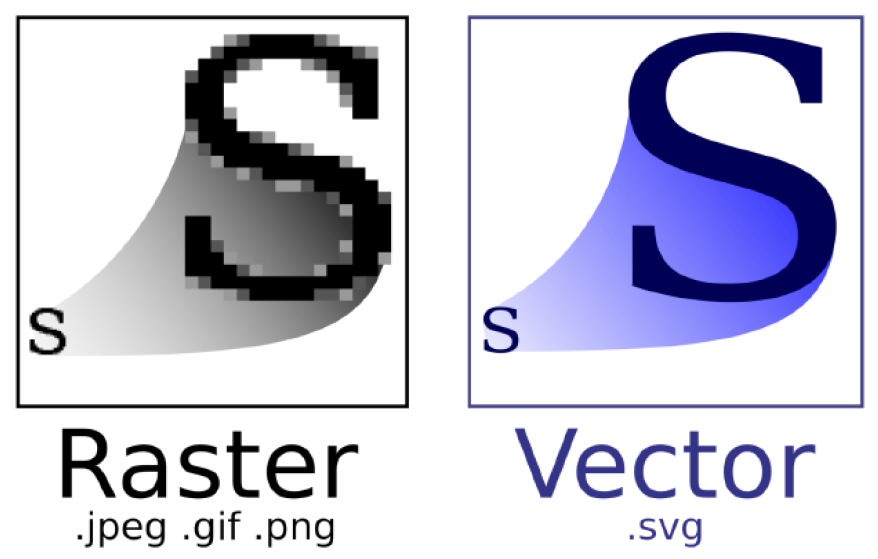 S
S
Raster
.jpeg .gif .png
S
S
Vector
.svg